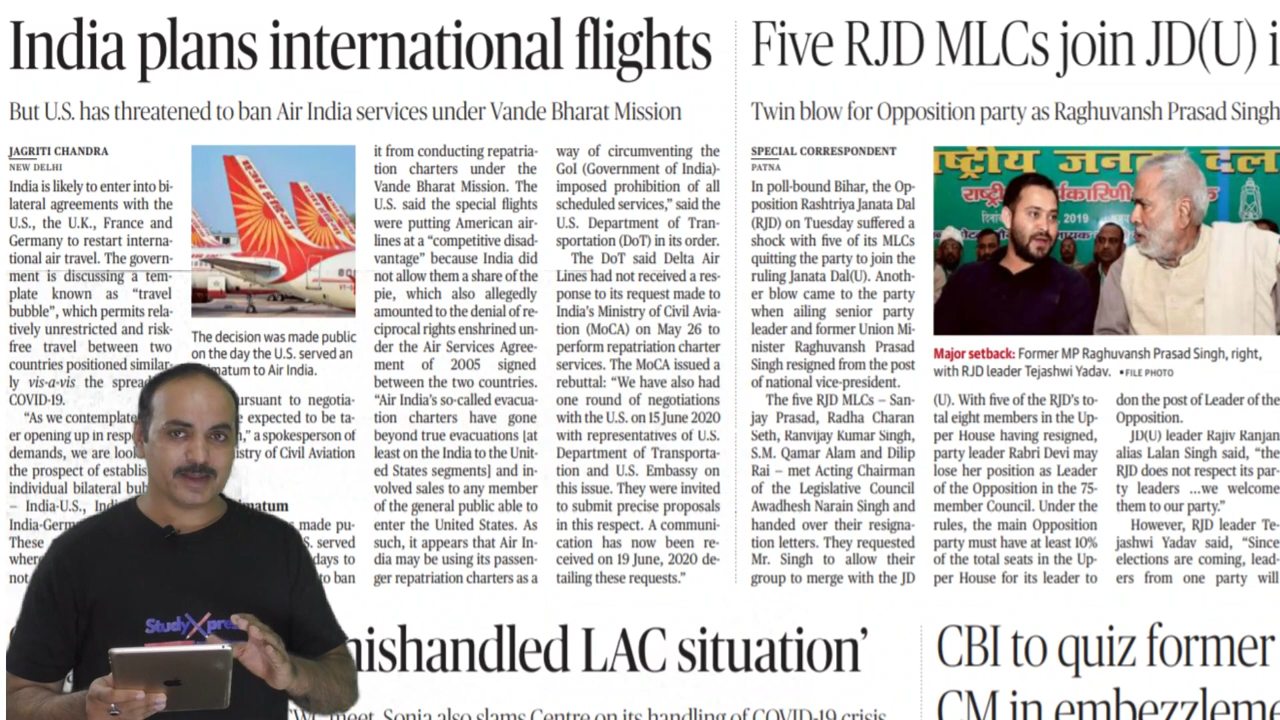 India plans international flights
But U.S. has threatened to ban Air India services under Vande Bharat Mission
JAGRITI CHANDRA
NEW DELHI
India is likely to enter into bi-
lateral agreements with the
U.S., the U.K., France and
Germany to restart interna-
tional air travel. The govern-
ment is discussing a tem-
plate known as “travel
bubble”, which permits rela-
tively unrestricted and risk-
free travel between two
countries positioned similar-
ly vis-a-vis the spread
COVID-19.
“As we contemplate
er opening up in resp
demands, we are loo
the prospect of establis
individual bilateral bub
– India-U.S., Ind
India-Germ
These
wher
not
The decision was made public
on the day the U.S. served an
matum to Air India.
ursuant to negotia-
e expected to be ta-
,” a spokesperson of
istry of Civil Aviation
matum
made pu-
S. served
days to
to ban
it from conducting repatria-
tion charters under the
Vande Bharat Mission. The
U.S. said the special flights
were putting American air-
lines at a “competitive disad-
vantage” because India did
not allow them a share of the
pie, which also allegedly
amounted to the denial of re-
ciprocal rights enshrined un-
der the Air Services Agree-
ment of 2005 signed
between the two countries.
“Air India’s so-called evacua-
tion charters have gone
beyond true evacuations [at
least on the India to the Unit-
ed States segments] and in-
volved sales to any member
of the general public able to
enter the United States. As
such, it appears that Air In-
dia may be using its passen-
ger repatriation charters as a
way of circumventing the
GoI (Government of India)-
imposed prohibition of all
scheduled services,” said the
U.S. Department of Tran-
sportation (DoT) in its order.
The DoT said Delta Air
Lines had not received a res-
ponse to its request made to
India’s Ministry of Civil Avia-
tion (MoCA) on May 26 to
perform repatriation charter
services. The MoCA issued a
rebuttal: “We have also had
one round of negotiations
with the U.S. on 15 June 2020
with representatives of U.S.
Department of Transporta-
tion and U.S. Embassy on
this issue. They were invited
to submit precise proposals
in this respect. A communi-
cation has now been re-
ceived on 19 June, 2020 de-
tailing these requests.”
Five RJD MLCs join JD(U) i
Twin blow for Opposition party as Raghuvansh Prasad Singh
SPECIAL CORRESPONDENT
PATNA
In poll-bound Bihar, the Op-
position Rashtriya Janata Dal
(RJD) on Tuesday suffered a
shock with five of its MLCs
quitting the party to join the
ruling Janata Dal(U). Anoth-
er blow came to the party
when ailing senior party
leader and former Union Mi-
nister Raghuvansh Prasad
Singh resigned from the post
of national vice-president.
The five RJD MLCs – San-
jay Prasad, Radha Charan
Seth, Ranvijay Kumar Singh,
S.M. Qamar Alam and Dilip
Rai – met Acting Chairman
of the Legislative Council
Awadhesh Narain Singh and
handed over their resigna-
tion letters. They requested
Mr. Singh to allow their
group to merge with the JD
ष्ट्रीय जनता दल
राष्ट्री
र्यकारिणी
2019
Major setback: Former MP Raghuvansh Prasad Singh, right,
with RJD leader Tejashwi Yadav. ▪ FILE PHOTO
(U). With five of the RJD’s to-
tal eight members in the Up-
per House having resigned,
party leader Rabri Devi may
lose her position as Leader
of the Opposition in the 75-
member Council. Under the
rules, the main Opposition
party must have at least 10%
of the total seats in the Up-
per House for its leader to
don the post of Leader of the
Opposition.
JD(U) leader Rajiv Ranjan
alias Lalan Singh said, “the
RJD does not respect its par-
ty leaders ...we welcome
them to our party.”
However, RJD leader Te-
jashwi Yadav said, “Since
elections are coming, lead-
ers from one party will
StudyXpres
nishandled LAC situation’
CWC meet, Sonia also slams Centre on its handling of COVID-19 crisis
CBI to quiz former
CM in embezzleme